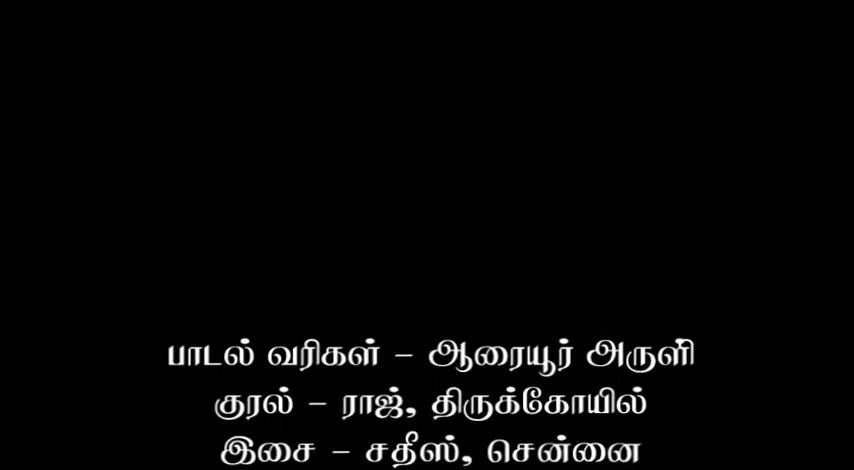 பாடல் வரிகள் – ஆரையூர் அருள்
குரல் – ராஜ், திருக்கோயில்
இசை – சதீஸ், சென்னை